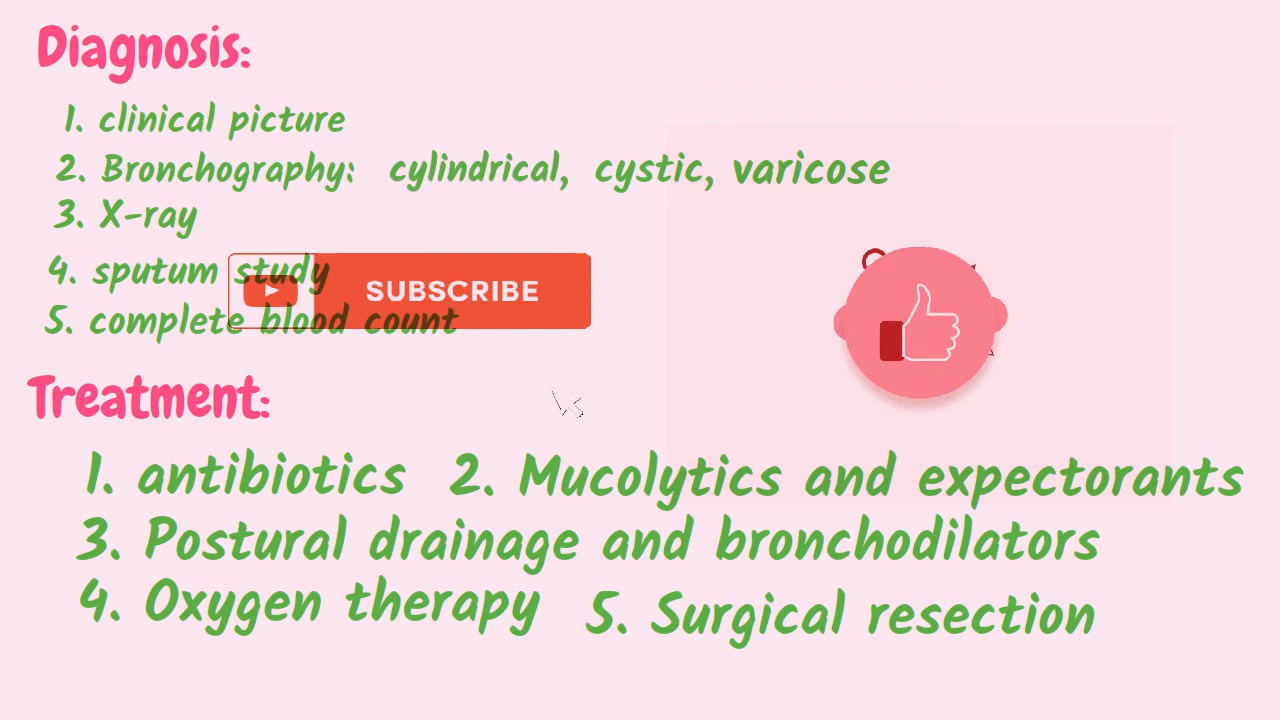 Diagnosis:
1. clinical picture
2. Bronchography: cylindrical, cystic, varicose
3. X-ray
4. sputum study
SUBSCRIBE
5. complete blood count
Treatment:
1. antibiotics 2. Mucolytics and expectorants
3. Postural drainage and bronchodilators
4. Oxygen therapy 5. Surgical resection